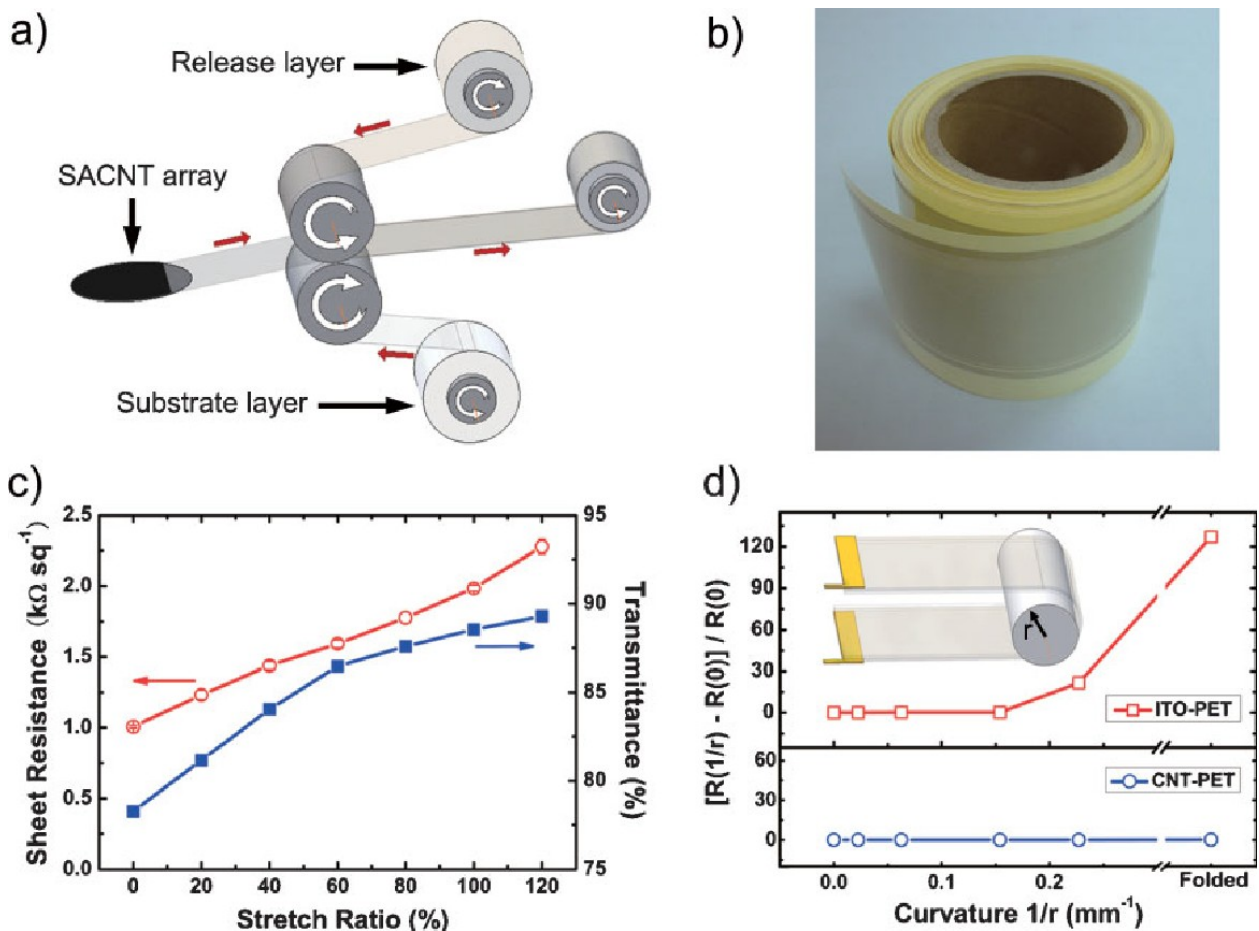 a)
Release layer
SACNT array
Substrate layer
b)
c)
Sheet Resistance (kΩ sq⁻¹)
2.5
2.0
1.5
1.0
0.5
0.0
95
90
85
80
75
Transmittance (%)
0 20 40 60 80 100 120
Stretch Ratio (%)
d)
[R(1/r) - R(0)] / R(0)
120
90
60
30
0
r
ITO-PET
60
30
0
CNT-PET
0.0 0.1 0.2 Folded
Curvature 1/r (mm⁻¹)